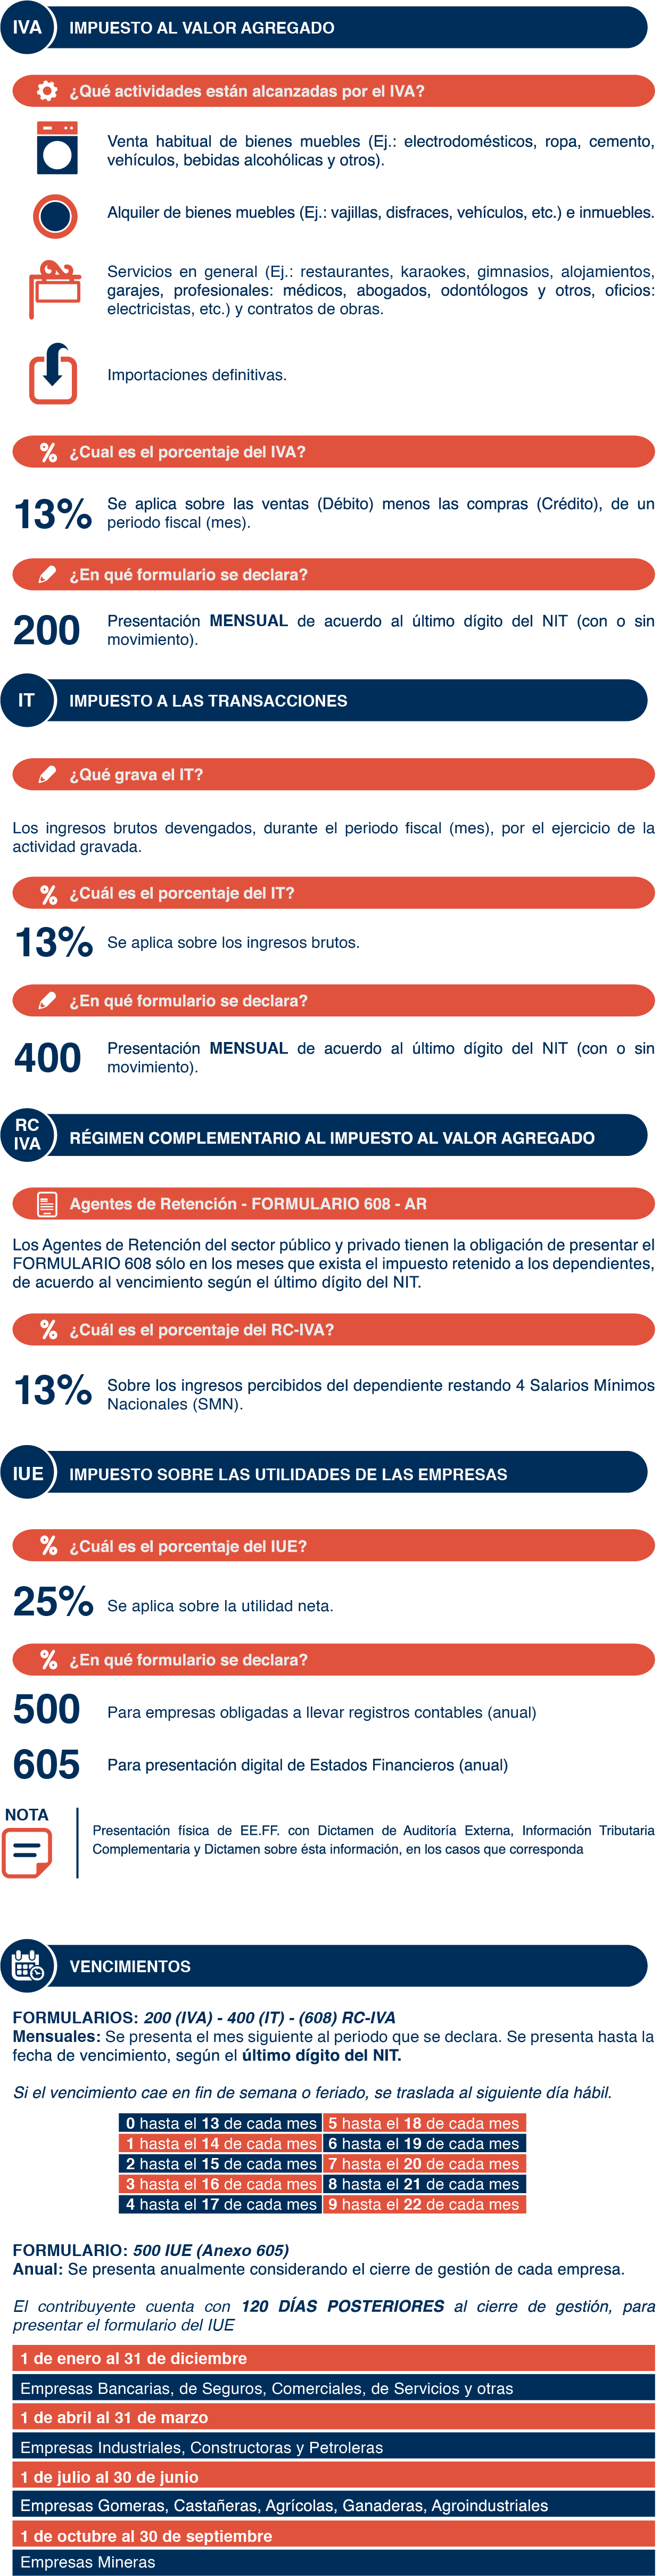 IVA
IMPUESTO AL VALOR AGREGADO
¿Qué actividades están alcanzadas por el IVA?
Venta habitual de bienes muebles (Ej.: electrodomésticos, ropa, cemento,
vehículos, bebidas alcohólicas y otros).
Alquiler de bienes muebles (Ej.: vajillas, disfraces, vehículos, etc.) e inmuebles.
Servicios en general (Ej.: restaurantes, karaokes, gimnasios, alojamientos,
garajes, profesionales: médicos, abogados, odontólogos y otros, oficios:
electricistas, etc.) y contratos de obras.
Importaciones definitivas.
% ¿Cual es el porcentaje del IVA?
13%
Se aplica sobre las ventas (Débito) menos las compras (Crédito), de un
periodo fiscal (mes).
¿En qué formulario se declara?
200
Presentación MENSUAL de acuerdo al último dígito del NIT (con o sin
movimiento).
IT
IMPUESTO A LAS TRANSACCIONES
¿Qué grava el IT?
Los ingresos brutos devengados, durante el periodo fiscal (mes), por el ejercicio de la
actividad gravada.
% ¿Cuál es el porcentaje del IT?
13%
Se aplica sobre los ingresos brutos.
¿En qué formulario se declara?
400
Presentación MENSUAL de acuerdo al último dígito del NIT (con o sin
movimiento).
RC
IVA
RÉGIMEN COMPLEMENTARIO AL IMPUESTO AL VALOR AGREGADO
Agentes de Retención - FORMULARIO 608 - AR
Los Agentes de Retención del sector público y privado tienen la obligación de presentar el
FORMULARIO 608 sólo en los meses que exista el impuesto retenido a los dependientes,
de acuerdo al vencimiento según el último dígito del NIT.
% ¿Cuál es el porcentaje del RC-IVA?
13%
Sobre los ingresos percibidos del dependiente restando 4 Salarios Mínimos
Nacionales (SMN).
IUE
IMPUESTO SOBRE LAS UTILIDADES DE LAS EMPRESAS
% ¿Cuál es el porcentaje del IUE?
25%
Se aplica sobre la utilidad neta.
% ¿En qué formulario se declara?
500
Para empresas obligadas a llevar registros contables (anual)
605
Para presentación digital de Estados Financieros (anual)
NOTA
Presentación física de EE.FF. con Dictamen de Auditoría Externa, Información Tributaria
Complementaria y Dictamen sobre ésta información, en los casos que corresponda
VENCIMIENTOS
FORMULARIOS: 200 (IVA) - 400 (IT) - (608) RC-IVA
Mensuales: Se presenta el mes siguiente al periodo que se declara. Se presenta hasta la
fecha de vencimiento, según el último dígito del NIT.
Si el vencimiento cae en fin de semana o feriado, se traslada al siguiente día hábil.
0 hasta el 13 de cada mes 5 hasta el 18 de cada mes
1 hasta el 14 de cada mes 6 hasta el 19 de cada mes
2 hasta el 15 de cada mes 7 hasta el 20 de cada mes
3 hasta el 16 de cada mes 8 hasta el 21 de cada mes
4 hasta el 17 de cada mes 9 hasta el 22 de cada mes
FORMULARIO: 500 IUE (Anexo 605)
Anual: Se presenta anualmente considerando el cierre de gestión de cada empresa.
El contribuyente cuenta con 120 DÍAS POSTERIORES al cierre de gestión, para
presentar el formulario del IUE
1 de enero al 31 de diciembre
Empresas Bancarias, de Seguros, Comerciales, de Servicios y otras
1 de abril al 31 de marzo
Empresas Industriales, Constructoras y Petroleras
1 de julio al 30 de junio
Empresas Gomeras, Castañeras, Agrícolas, Ganaderas, Agroindustriales
1 de octubre al 30 de septiembre
Empresas Mineras